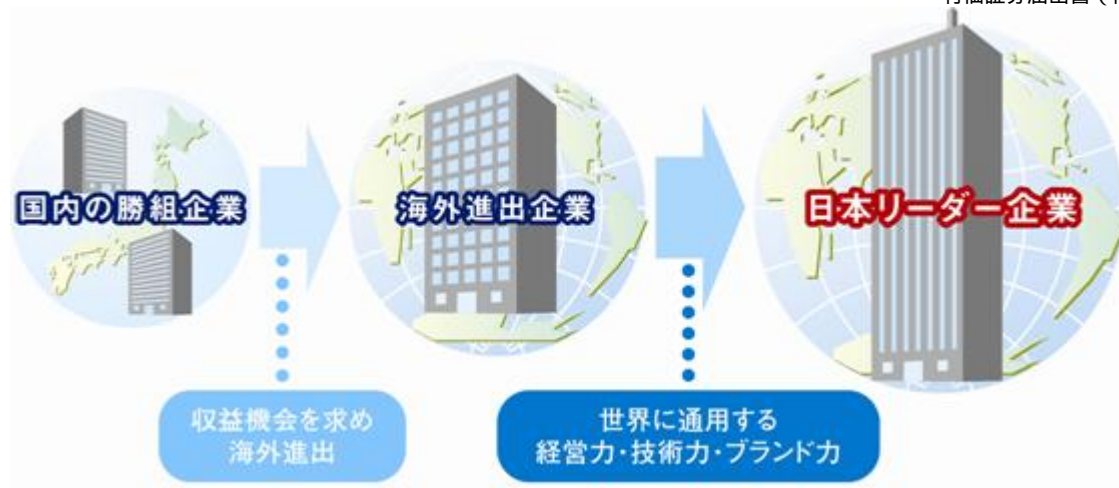 国内の勝組企業
海外進出企業
日本リーダー企業
収益機会を求め
海外進出
世界に通用する
経営力・技術力・ブランド力